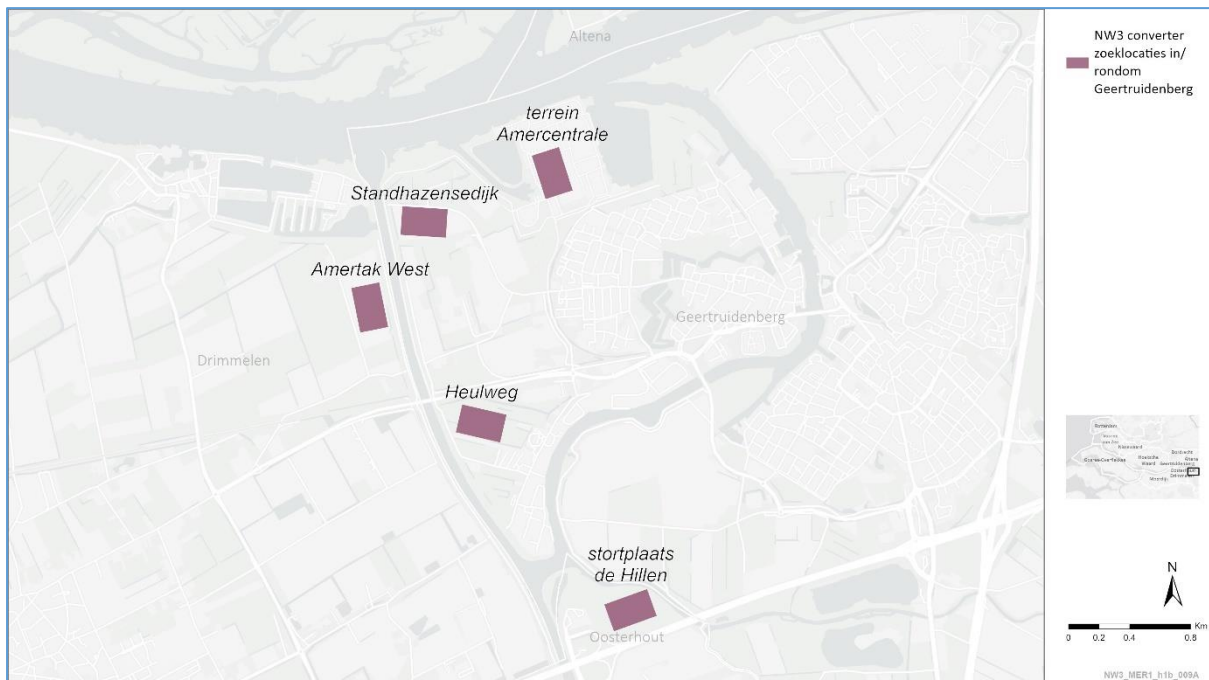 Altena
terrein
Amercentrale
Standhazensedijk
Amertak West
Geertruidenberg
Drimmelen
Heulweg
stortplaats
de Hillen
Oosterhout
NW3 converter
zoeklocaties in/
rondom
Geertruidenberg
N
Km
0 0.2 0.4 0.8
NW3_MER1_h1b_009A